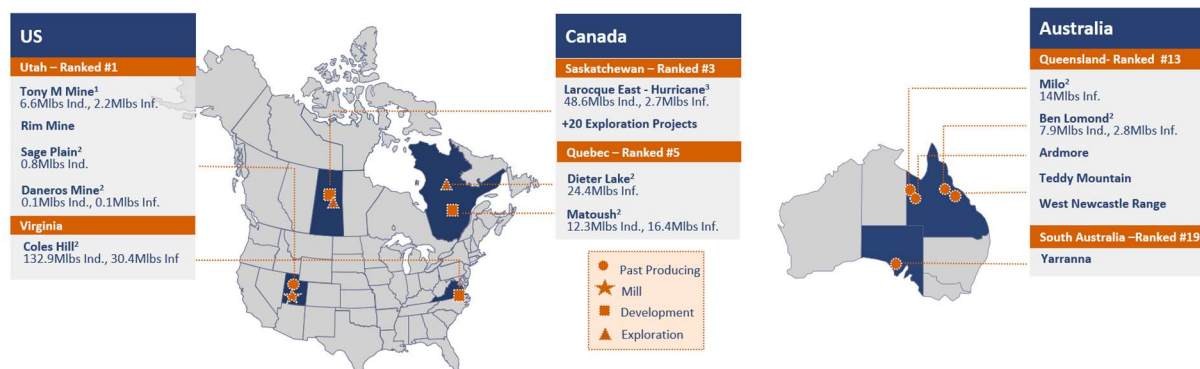 US
Utah – Ranked #1
Tony M Mine¹
6.6Mlbs Ind., 2.2Mlbs Inf.
Rim Mine
Sage Plain²
0.8Mlbs Ind.
Daneros Mine²
0.1Mlbs Ind., 0.1Mlbs Inf.
Virginia
Coles Hill²
132.9Mlbs Ind., 30.4Mlbs Inf
Canada
Saskatchewan – Ranked #3
Larocque East - Hurricane³
48.6Mlbs Ind., 2.7Mlbs Inf.
+20 Exploration Projects
Quebec – Ranked #5
Dieter Lake²
24.4Mlbs Inf.
Matoush²
12.3Mlbs Ind., 16.4Mlbs Inf.
Past Producing
Mill
Development
Exploration
Australia
Queensland- Ranked #13
Milo²
14Mlbs Inf.
Ben Lomond²
7.9Mlbs Ind., 2.8Mlbs Inf.
Ardmore
Teddy Mountain
West Newcastle Range
South Australia –Ranked #19
Yarranna